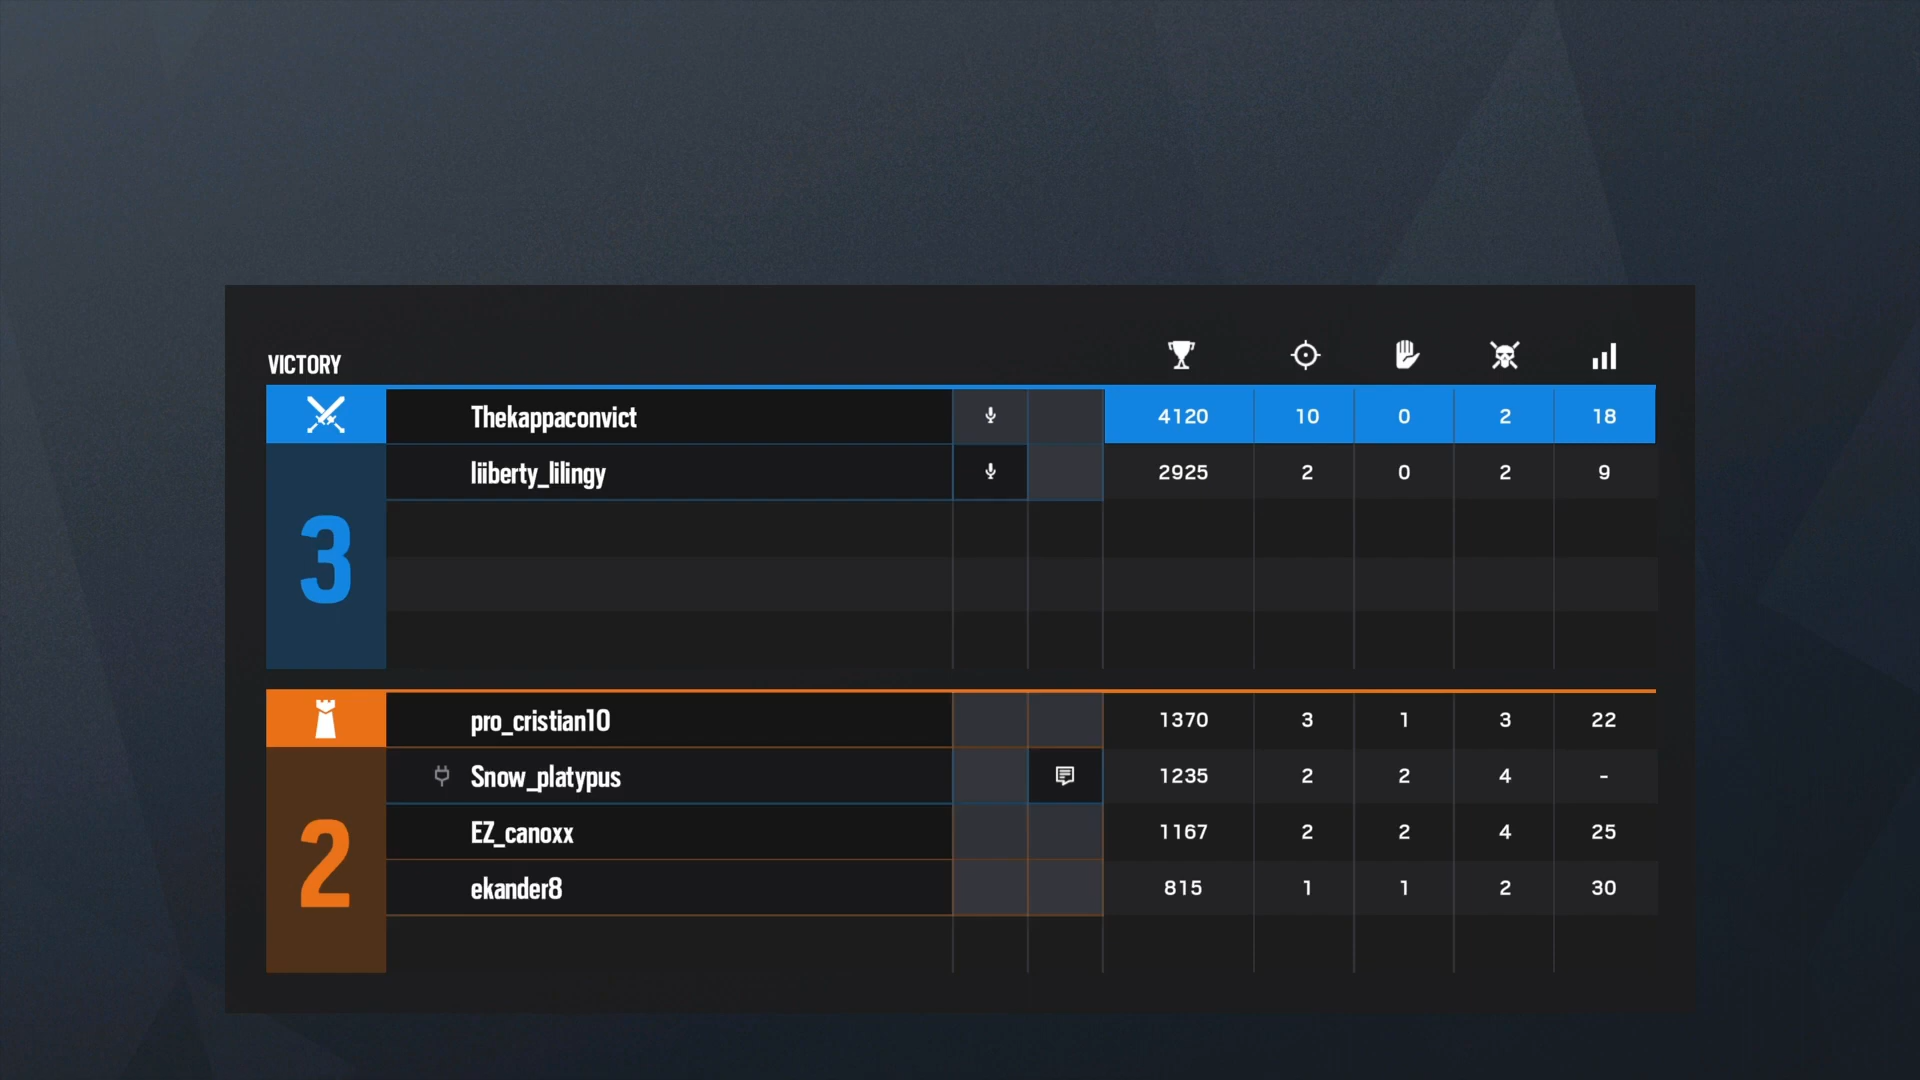 VICTORY
Thekappaconvict 4120 10 0 2 18
liiberty_lilingy 2925 2 0 2 9
3
pro_cristian10 1370 3 1 3 22
Snow_platypus 1235 2 2 4 -
EZ_canoxx 1167 2 2 4 25
2
ekander8 815 1 1 2 30